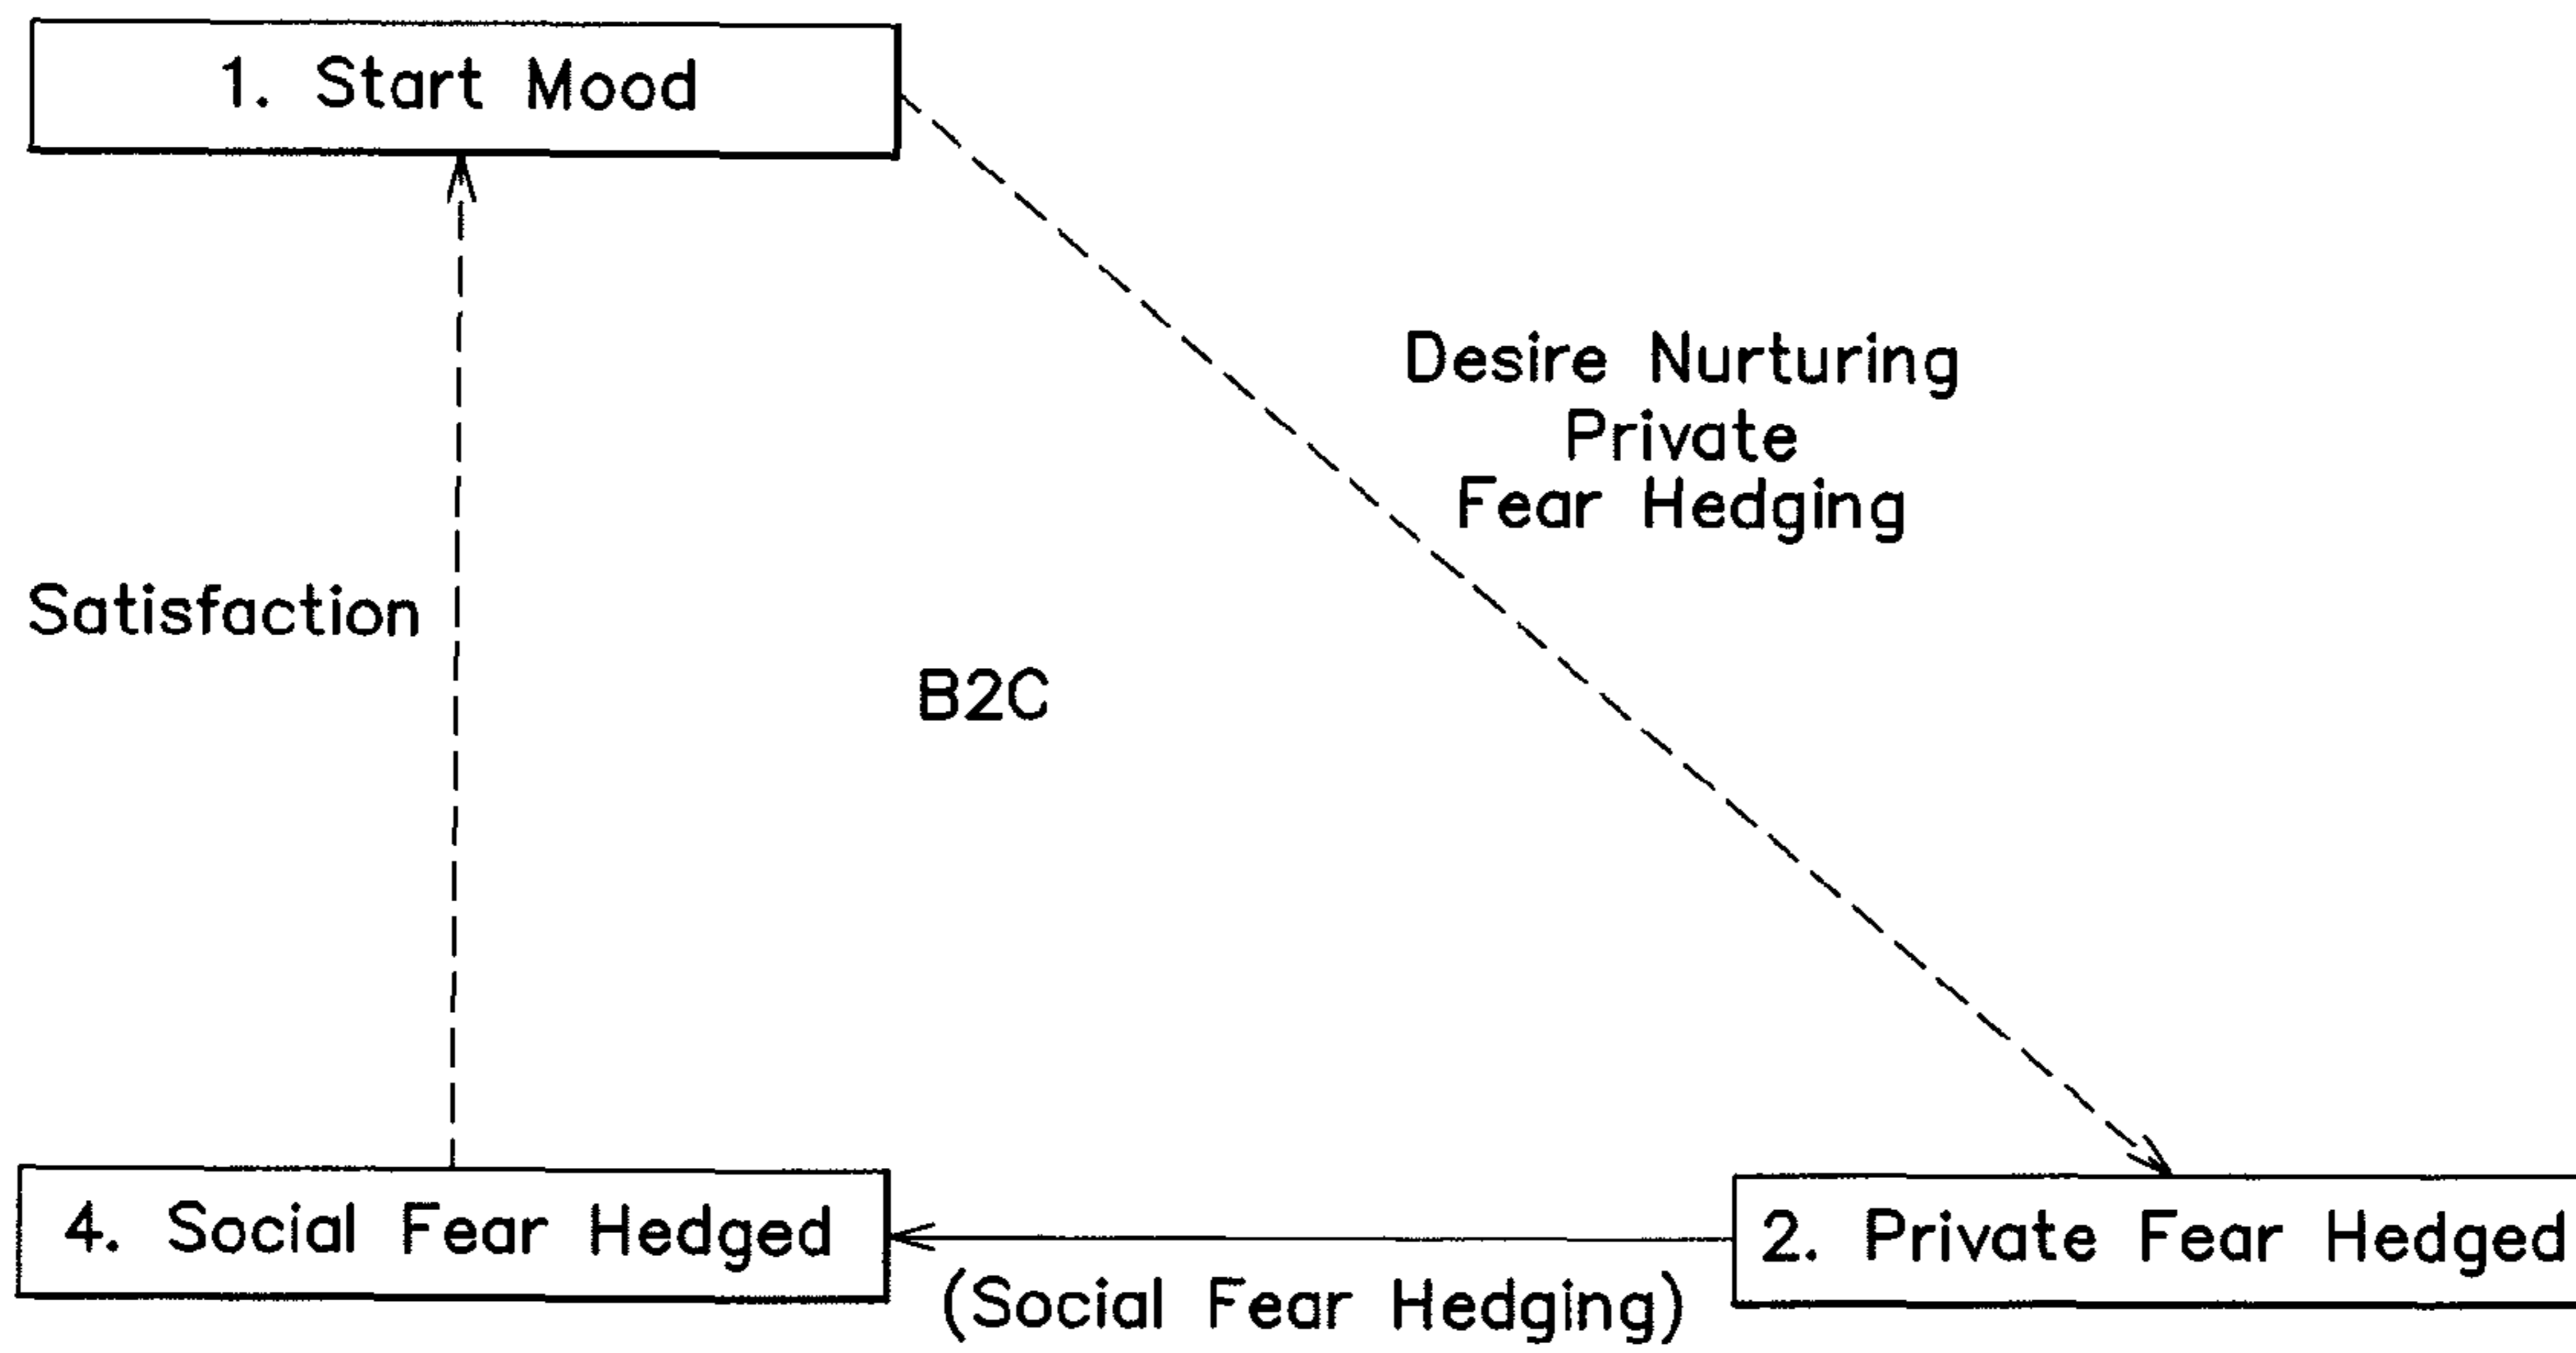 1. Start Mood
Desire Nurturing
Private
Fear Hedging
Satisfaction
B2C
4. Social Fear Hedged
2. Private Fear Hedged
(Social Fear Hedging)